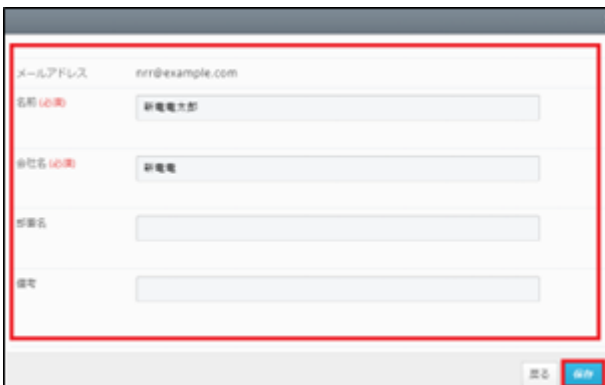 メールアドレス nrr@example.com
名前 (必須)
会社名 (必須)
部署名
備考
戻る 保存